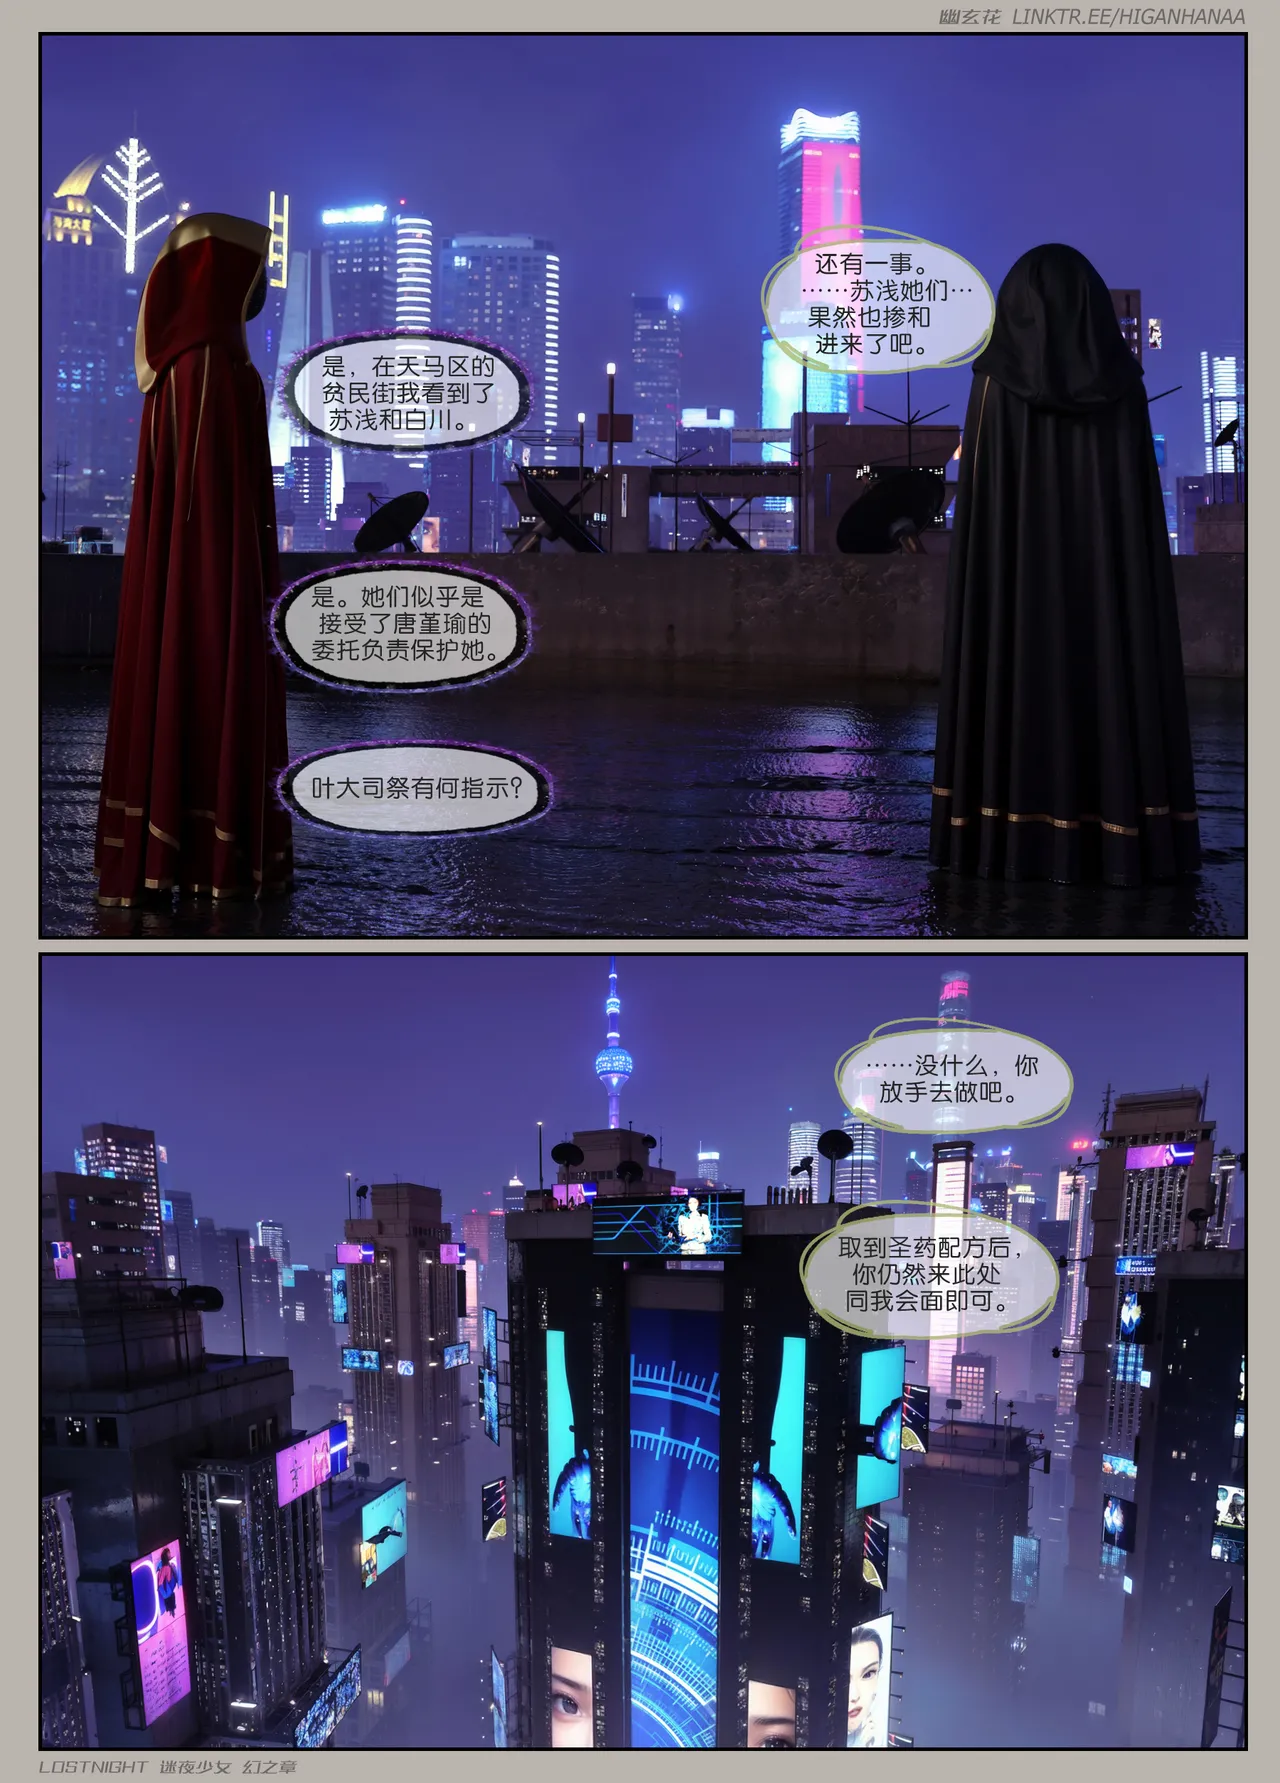 幽玄花 LINKTR.EE/HIGANHANAA
还有一事。
……苏浅她们…
果然也掺和
进来了吧。
是，在天马区的
贫民街我看到了
苏浅和白川。
是。她们似乎是
接受了唐堇瑜的
委托负责保护她。
叶大司祭有何指示?
……没什么，你
放手去做吧。
取到圣药配方后，
你仍然来此处
同我会面即可。
LOSTNIGHT 迷夜少女 幻之章